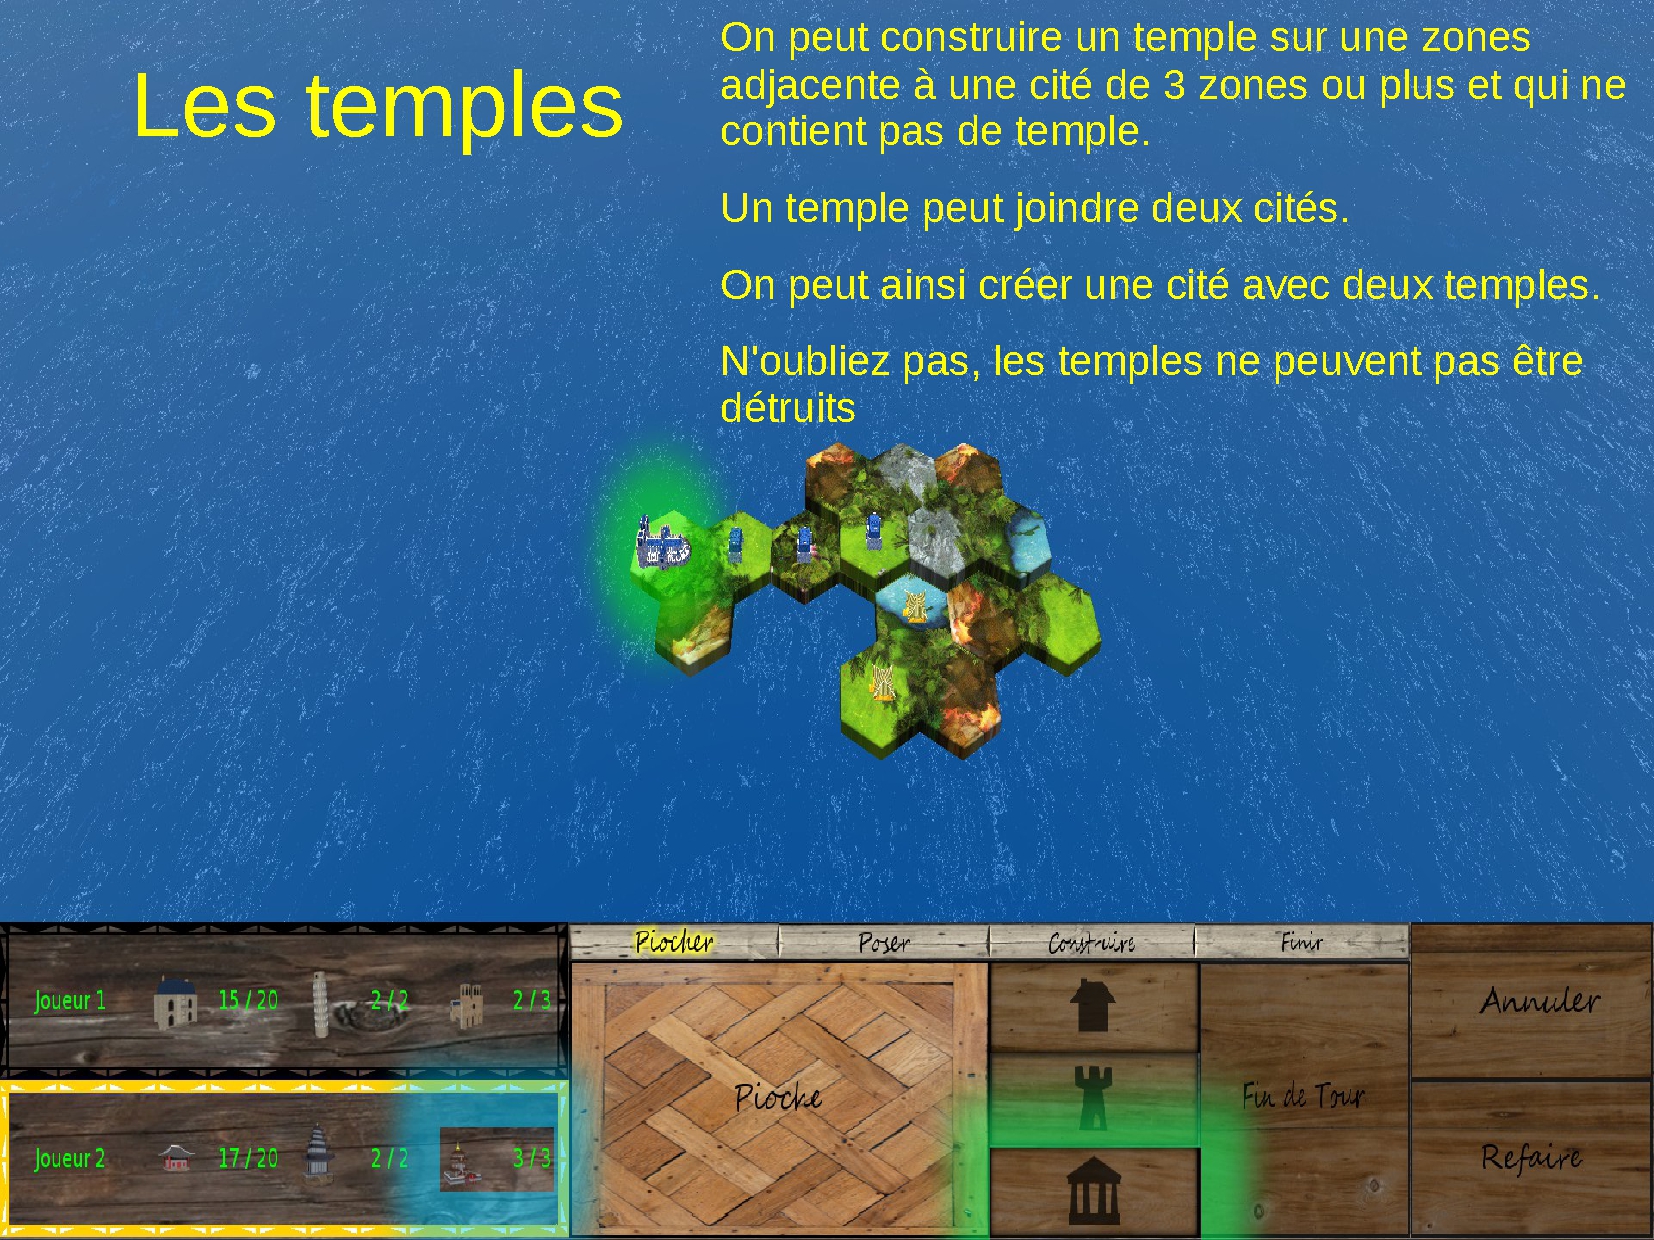 Les temples
On peut construire un temple sur une zones
adjacente à une cité de 3 zones ou plus et qui ne
contient pas de temple.
Un temple peut joindre deux cités.
On peut ainsi créer une cité avec deux temples.
N'oubliez pas, les temples ne peuvent pas être
détruits
Piocher Poser Construire Finir
Joueur 1 15 / 20 2 / 2 2 / 3
Annuler
Pioche
Fin de Tour
Joueur 2 17 / 20 2 / 2 3 / 3
Refaire